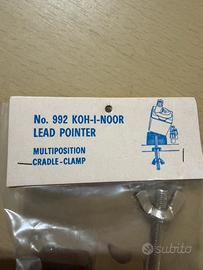 No. 992 KOH-I-NOOR
LEAD POINTER
MULTIPOSITION
CRADLE-CLAMP
subito